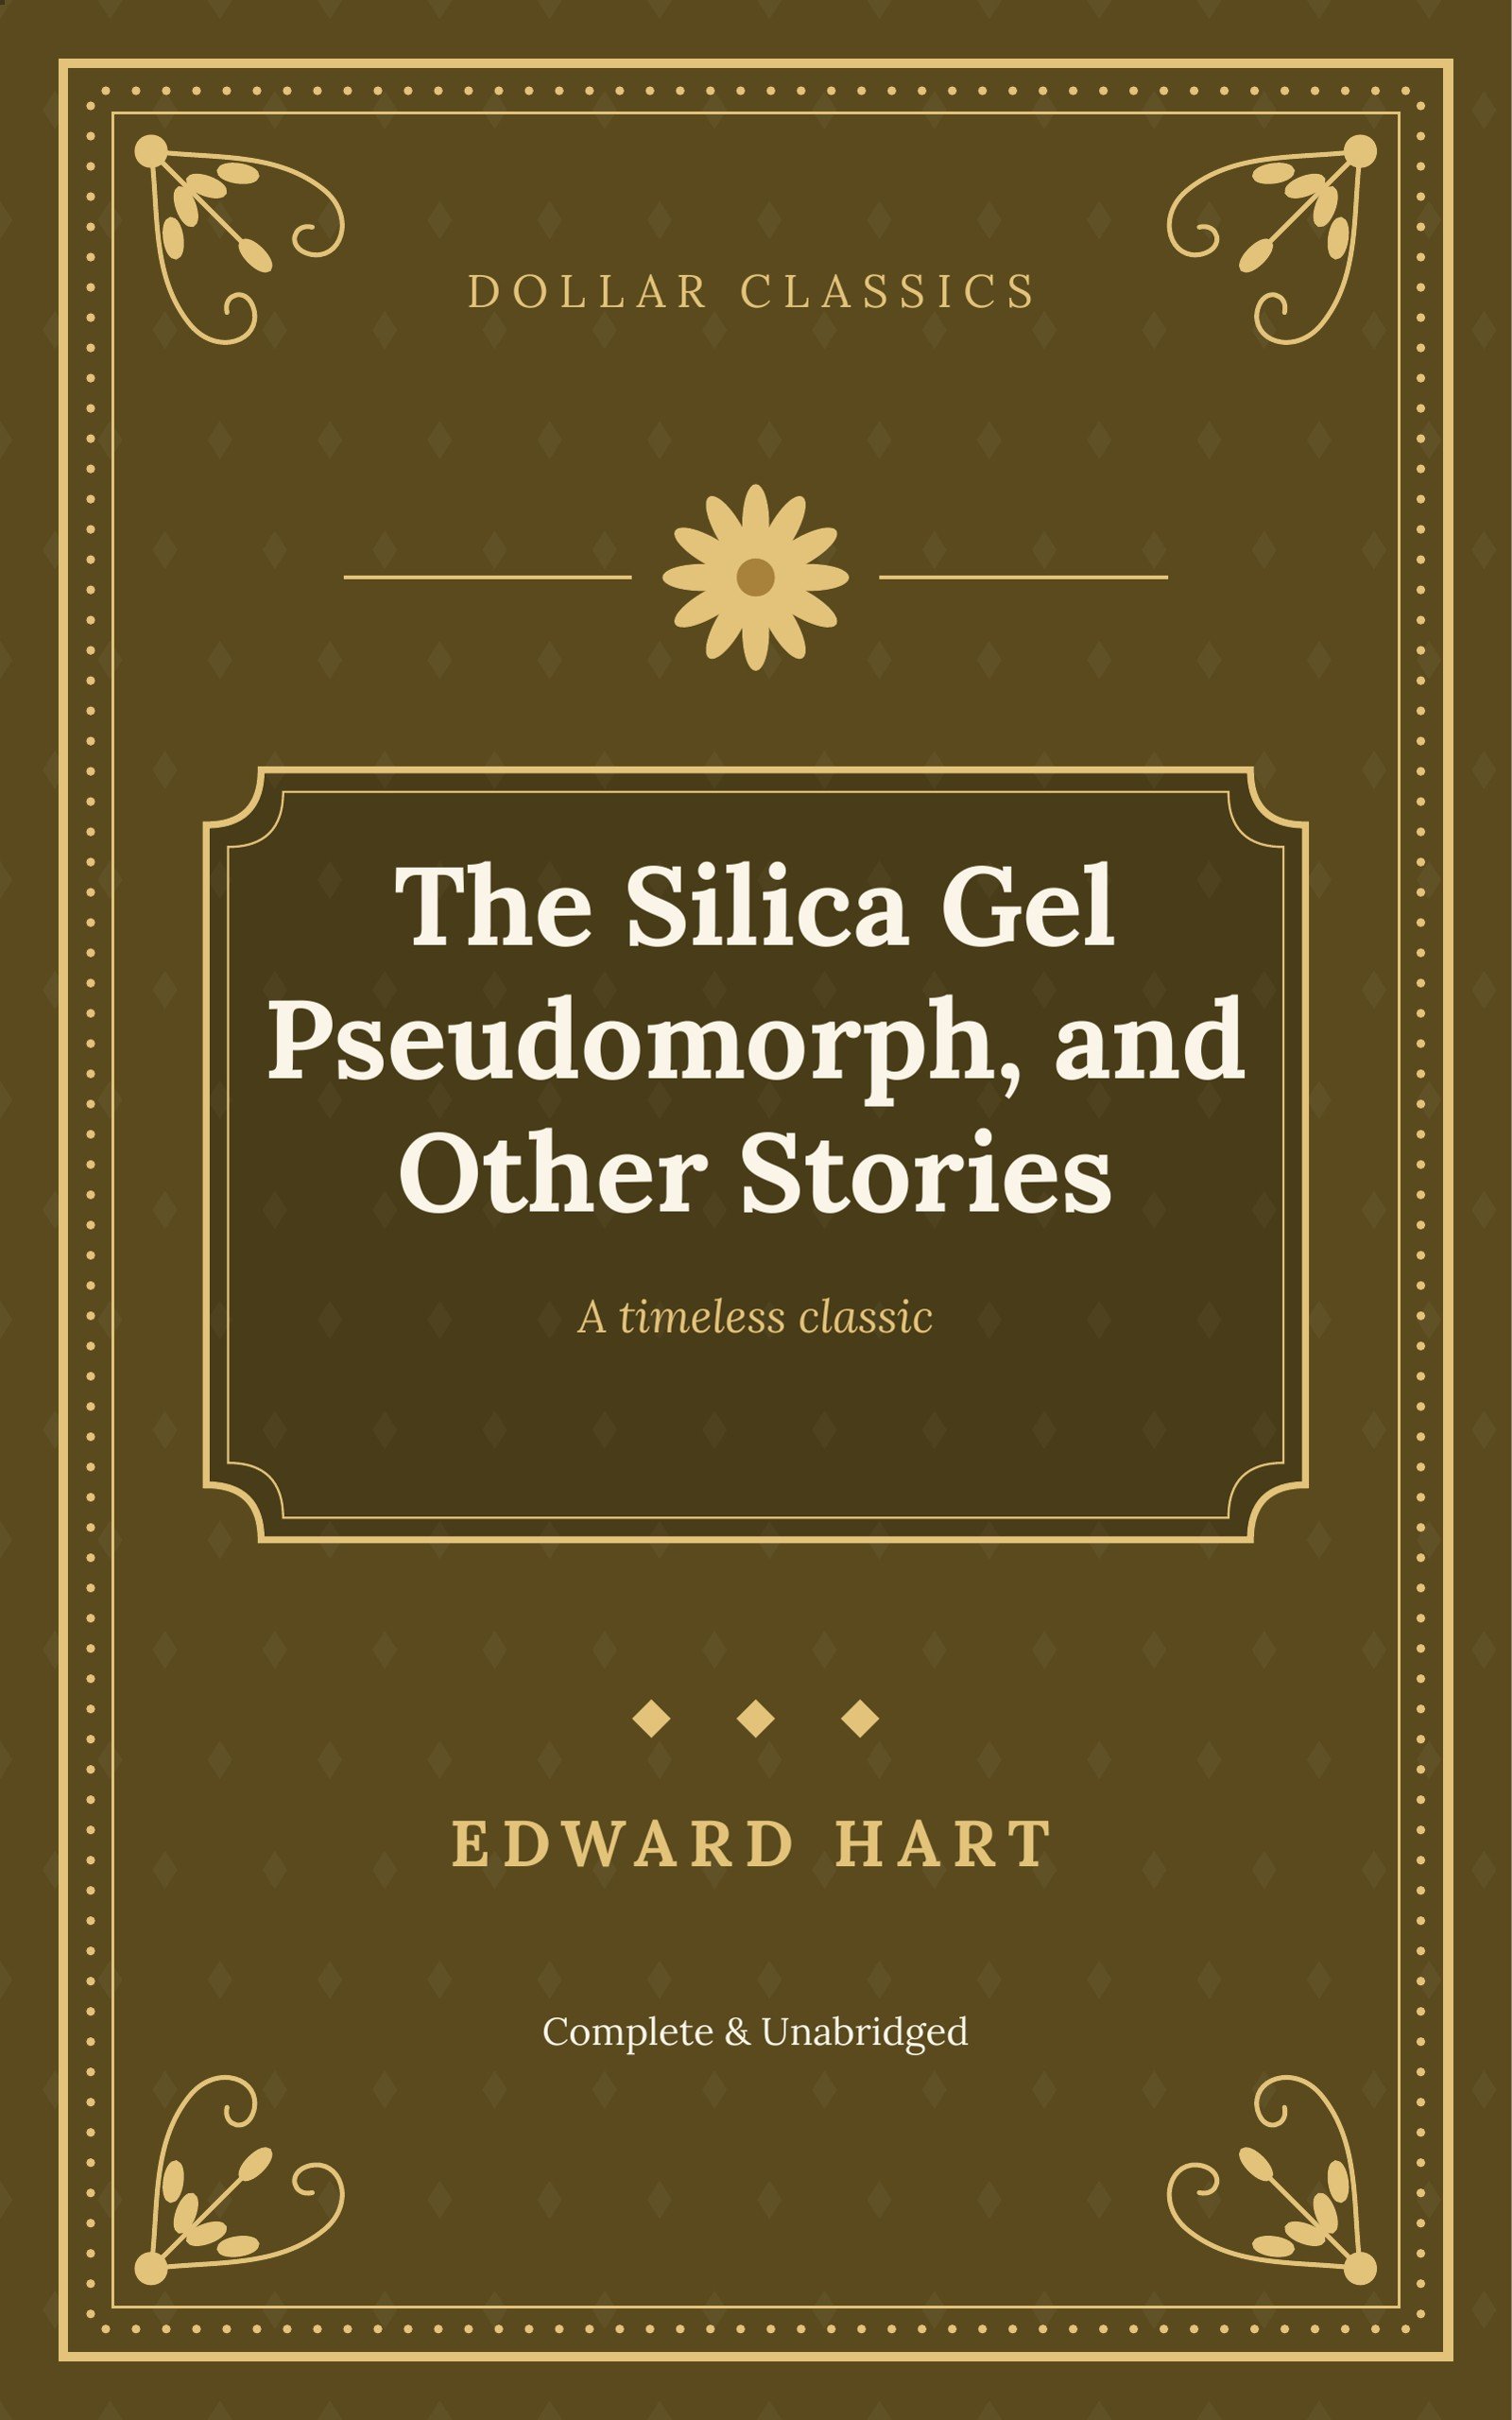 DOLLAR CLASSICS
The Silica Gel
Pseudomorph, and
Other Stories
A timeless classic
EDWARD HART
Complete & Unabridged